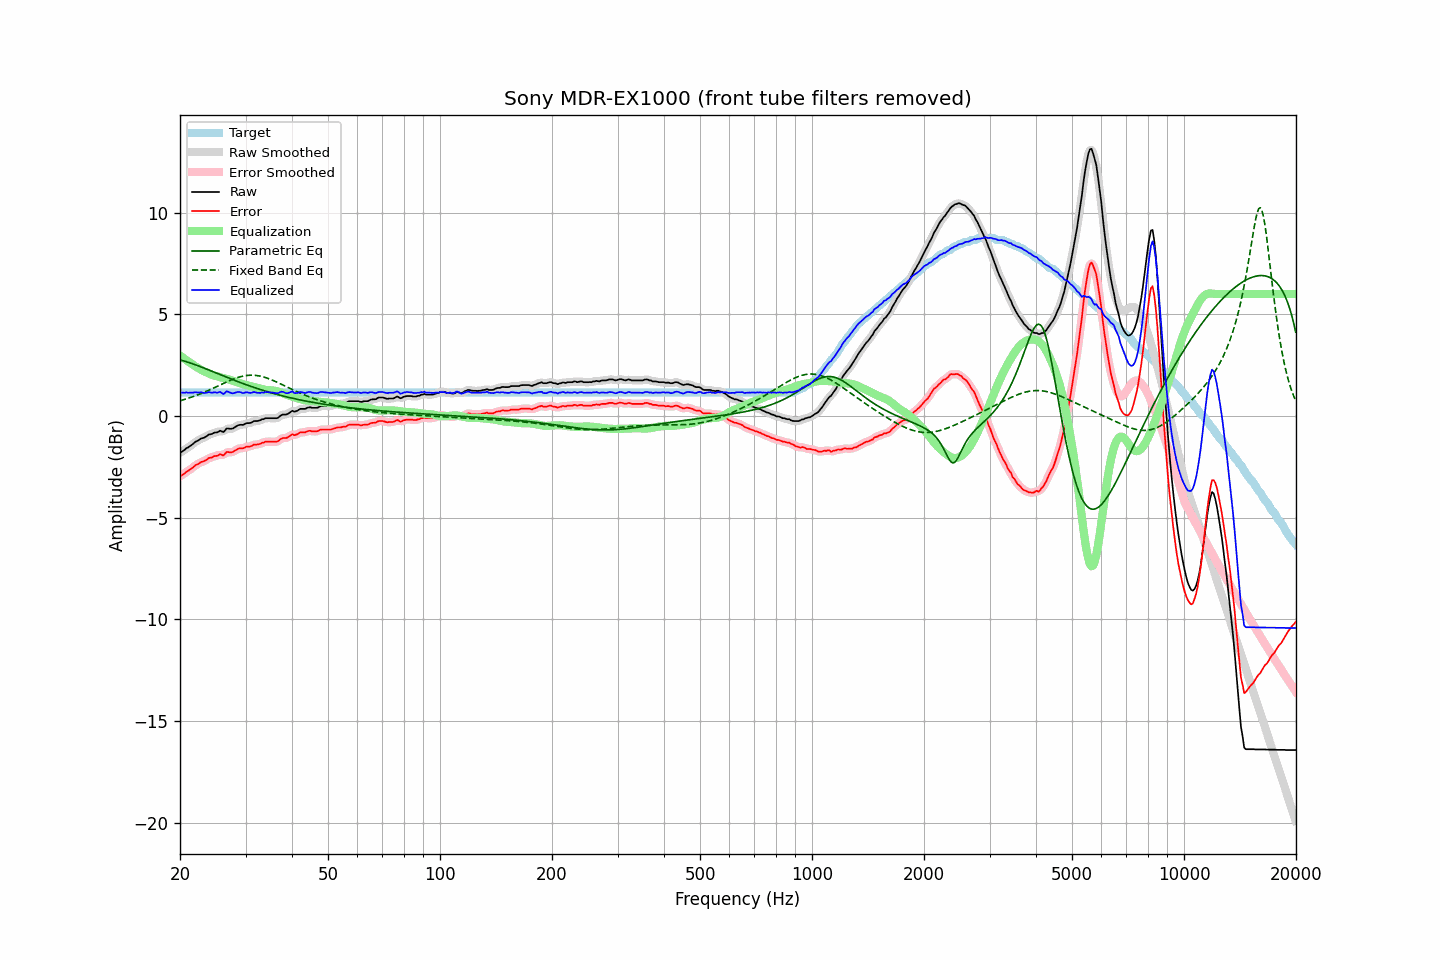 Sony MDR-EX1000 (front tube filters removed)
Target
Raw Smoothed
Error Smoothed
Raw
Error
Equalization
Parametric Eq
Fixed Band Eq
Equalized
Amplitude (dBr)
10
5
0
−5
−10
−15
−20
20 50 100 200 500 1000 2000 5000 10000 20000
Frequency (Hz)